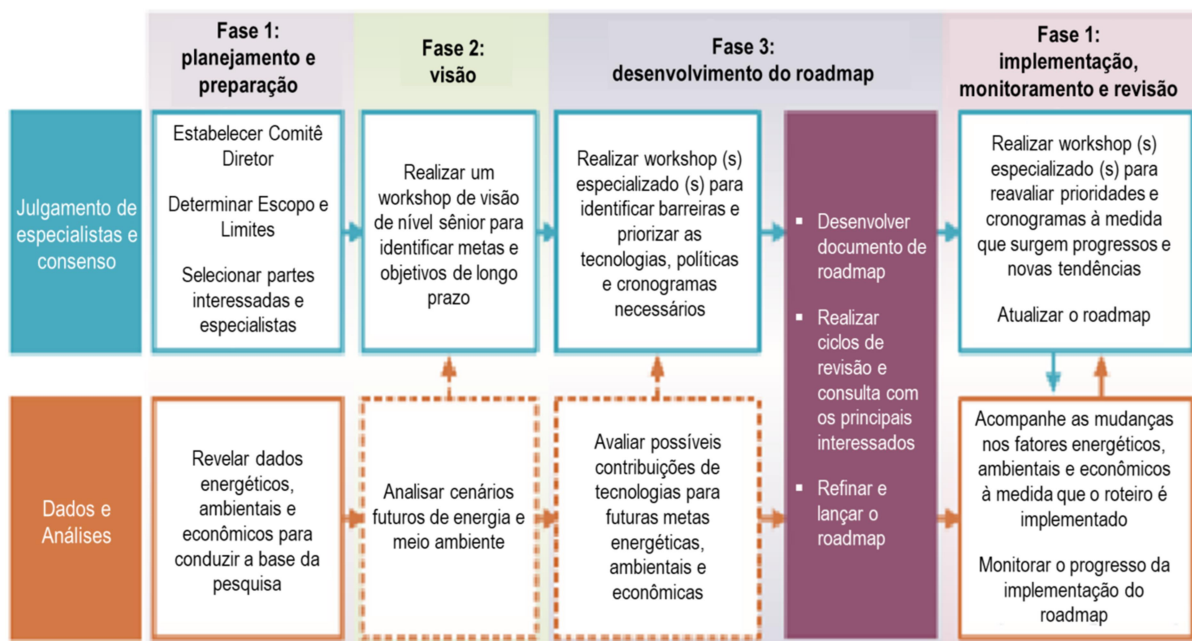 Fase 1:
planejamento e
preparação
Fase 2:
visão
Fase 3:
desenvolvimento do roadmap
Fase 1:
implementação,
monitoramento e revisão
Julgamento de
especialistas e
consenso
Estabelecer Comitê
Diretor
Determinar Escopo e
Limites
Selecionar partes
interessadas e
especialistas
Realizar um
workshop de visão
de nível sênior para
identificar metas e
objetivos de longo
prazo
Realizar workshop (s)
especializado (s) para
identificar barreiras e
priorizar as
tecnologias, políticas
e cronogramas
necessários
▪ Desenvolver
documento de
roadmap
▪ Realizar
ciclos de
revisão e
consulta com
os principais
interessados
▪ Refinar e
lançar o
roadmap
Realizar workshop (s)
especializado (s) para
reavaliar prioridades e
cronogramas à medida
que surgem progressos e
novas tendências
Atualizar o roadmap
Dados e
Análises
Revelar dados
energéticos,
ambientais e
econômicos para
conduzir a base da
pesquisa
Analisar cenários
futuros de energia e
meio ambiente
Avaliar possíveis
contribuições de
tecnologias para
futuras metas
energéticas,
ambientais e
econômicas
Acompanhe as mudanças
nos fatores energéticos,
ambientais e econômicos
à medida que o roteiro é
implementado
Monitorar o progresso da
implementação do
roadmap